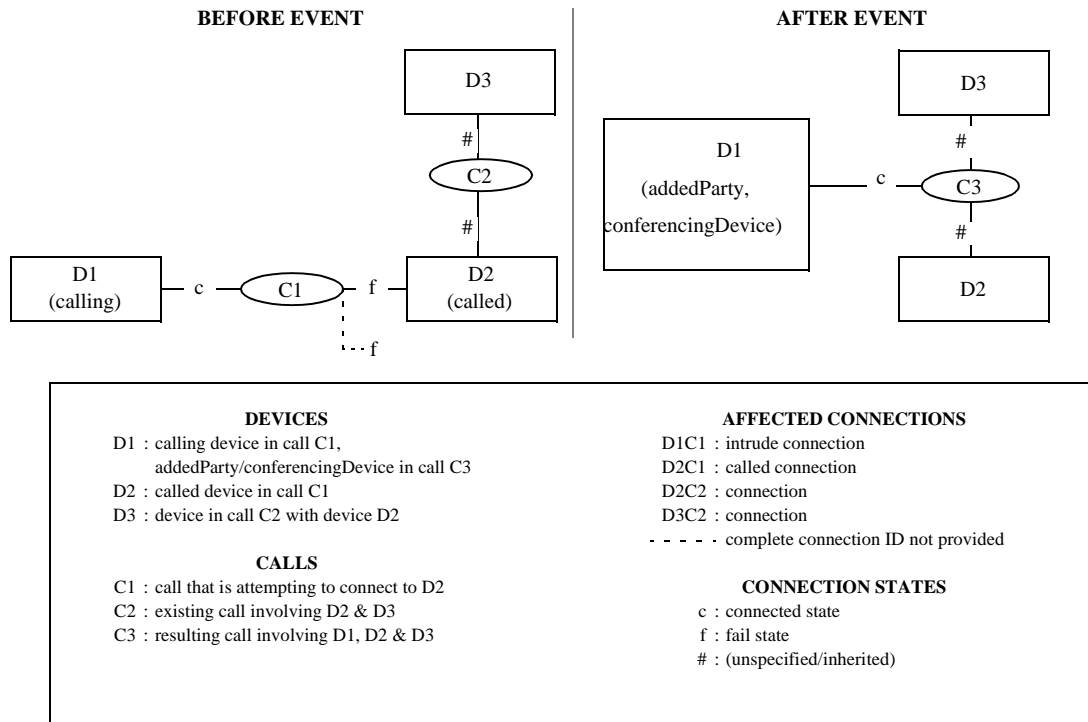 BEFORE EVENT
AFTER EVENT
D3
#
C2
#
D1
(calling)
c
C1
f
D2
(called)
f
D3
#
D1
(addedParty,
conferencingDevice)
c
C3
#
D2
DEVICES
D1 : calling device in call C1,
addedParty/conferencingDevice in call C3
D2 : called device in call C1
D3 : device in call C2 with device D2
CALLS
C1 : call that is attempting to connect to D2
C2 : existing call involving D2 & D3
C3 : resulting call involving D1, D2 & D3
AFFECTED CONNECTIONS
D1C1 : intrude connection
D2C1 : called connection
D2C2 : connection
D3C2 : connection
- - - - - complete connection ID not provided
CONNECTION STATES
c : connected state
f : fail state
# : (unspecified/inherited)